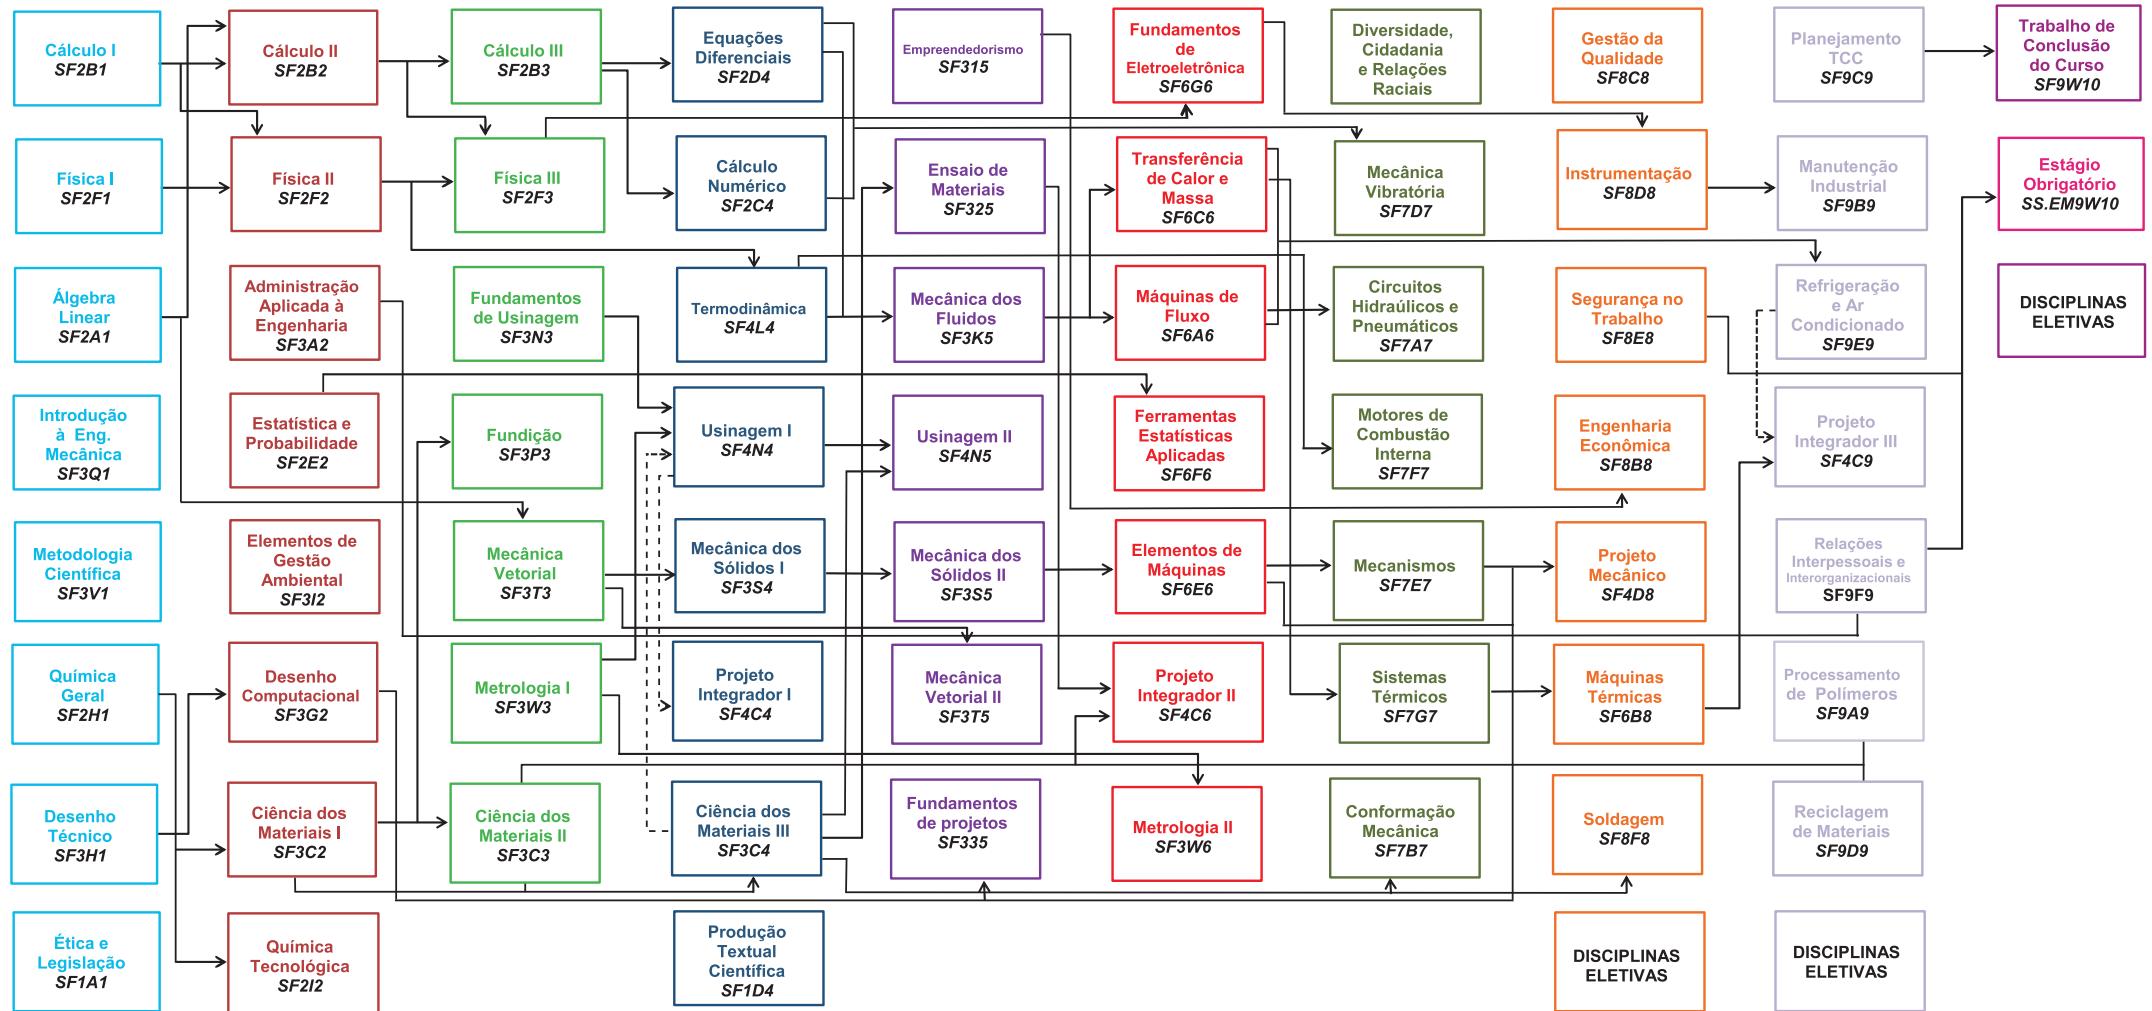 Cálculo I
SF2B1
Física I
SF2F1
Álgebra
Linear
SF2A1
Introdução
à Eng.
Mecânica
SF3Q1
Metodologia
Científica
SF3V1
Química
Geral
SF2H1
Desenho
Técnico
SF3H1
Ética e
Legislação
SF1A1
Cálculo II
SF2B2
Física II
SF2F2
Administração
Aplicada à
Engenharia
SF3A2
Estatística e
Probabilidade
SF2E2
Elementos de
Gestão
Ambiental
SF3I2
Desenho
Computacional
SF3G2
Ciência dos
Materiais I
SF3C2
Química
Tecnológica
SF2I2
Cálculo III
SF2B3
Física III
SF2F3
Fundamentos
de Usinagem
SF3N3
Fundição
SF3P3
Mecânica
Vetorial
SF3T3
Metrologia I
SF3W3
Ciência dos
Materiais II
SF3C3
Equações
Diferenciais
SF2D4
Cálculo
Numérico
SF2C4
Termodinâmica
SF4L4
Usinagem I
SF4N4
Mecânica dos
Sólidos I
SF3S4
Projeto
Integrador I
SF4C4
Ciência dos
Materiais III
SF3C4
Produção
Textual
Científica
SF1D4
Empreendedorismo
SF315
Ensaio de
Materiais
SF325
Mecânica dos
Fluidos
SF3K5
Usinagem II
SF4N5
Mecânica dos
Sólidos II
SF3S5
Mecânica
Vetorial II
SF3T5
Fundamentos
de projetos
SF335
Fundamentos
de
Eletroeletrônica
SF6G6
Transferência
de Calor e
Massa
SF6C6
Máquinas de
Fluxo
SF6A6
Ferramentas
Estatísticas
Aplicadas
SF6F6
Elementos de
Máquinas
SF6E6
Projeto
Integrador II
SF4C6
Metrologia II
SF3W6
Diversidade,
Cidadania
e Relações
Raciais
Mecânica
Vibratória
SF7D7
Circuitos
Hidraúlicos e
Pneumáticos
SF7A7
Motores de
Combustão
Interna
SF7F7
Mecanismos
SF7E7
Sistemas
Térmicos
SF7G7
Conformação
Mecânica
SF7B7
Gestão da
Qualidade
SF8C8
Instrumentação
SF8D8
Segurança no
Trabalho
SF8E8
Engenharia
Econômica
SF8B8
Projeto
Mecânico
SF4D8
Máquinas
Térmicas
SF6B8
Soldagem
SF8F8
DISCIPLINAS
ELETIVAS
Planejamento
TCC
SF9C9
Manutenção
Industrial
SF9B9
Refrigeração
e Ar
Condicionado
SF9E9
Projeto
Integrador III
SF4C9
Relações
Interpessoais e
Interorganizacionais
SF9F9
Processamento
de Polímeros
SF9A9
Reciclagem
de Materiais
SF9D9
DISCIPLINAS
ELETIVAS
Trabalho de
Conclusão
do Curso
SF9W10
Estágio
Obrigatório
SS.EM9W10
DISCIPLINAS
ELETIVAS